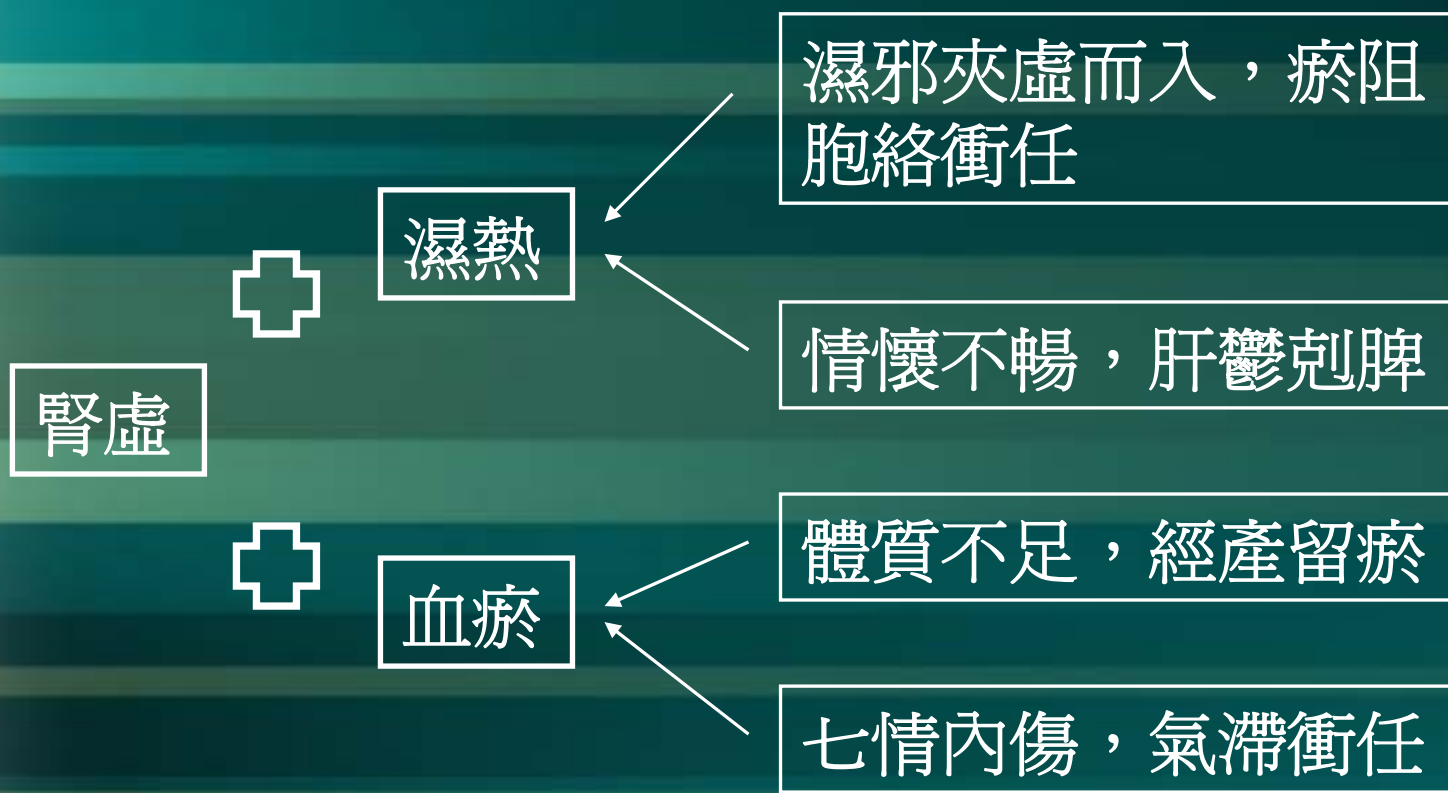 濕邪夾虛而入，瘀阻
胞絡衝任
濕熱
情懷不暢，肝鬱剋脾
腎虛
體質不足，經產留瘀
血瘀
七情內傷，氣滯衝任